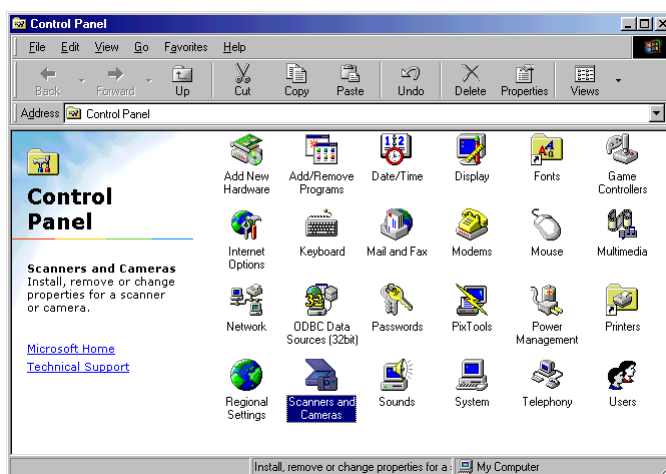 Control Panel
File Edit View Go Favorites Help
Back Forward Up Cut Copy Paste Undo Delete Properties Views
Address Control Panel
Control
Panel
Scanners and Cameras
Install, remove or change
properties for a scanner
or camera.
Microsoft Home
Technical Support
Add New
Hardware
Add/Remove
Programs
Date/Time
Display
Fonts
Game
Controllers
Internet
Options
Keyboard
Mail and Fax
Modems
Mouse
Multimedia
Network
ODBC Data
Sources (32bit)
Passwords
PixTools
Power
Management
Printers
Regional
Settings
Scanners and
Cameras
Sounds
System
Telephony
Users
Install, remove or change properties for a My Computer